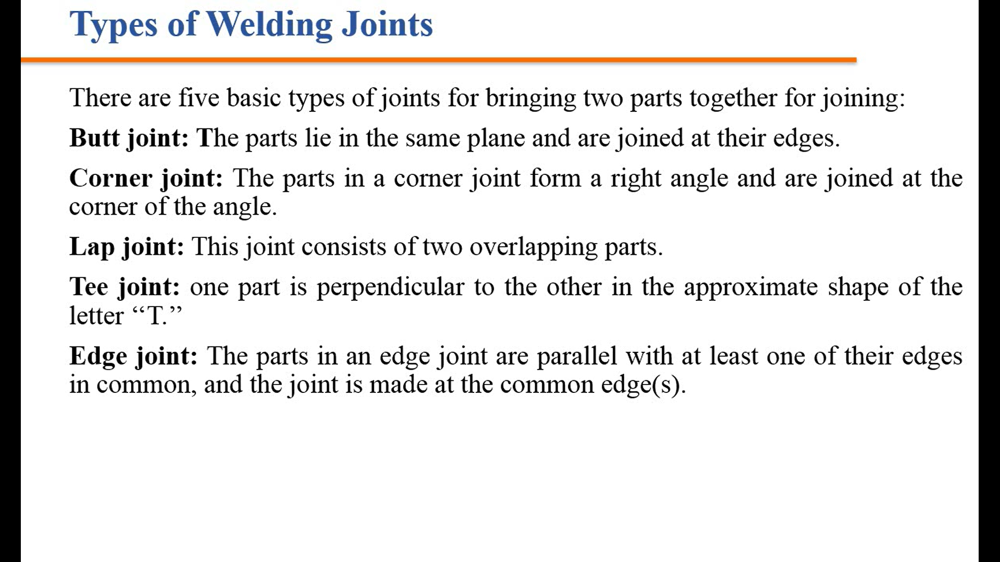 Types of Welding Joints
There are five basic types of joints for bringing two parts together for joining:
Butt joint: The parts lie in the same plane and are joined at their edges.
Corner joint: The parts in a corner joint form a right angle and are joined at the
corner of the angle.
Lap joint: This joint consists of two overlapping parts.
Tee joint: one part is perpendicular to the other in the approximate shape of the
letter ‘‘T.’’
Edge joint: The parts in an edge joint are parallel with at least one of their edges
in common, and the joint is made at the common edge(s).